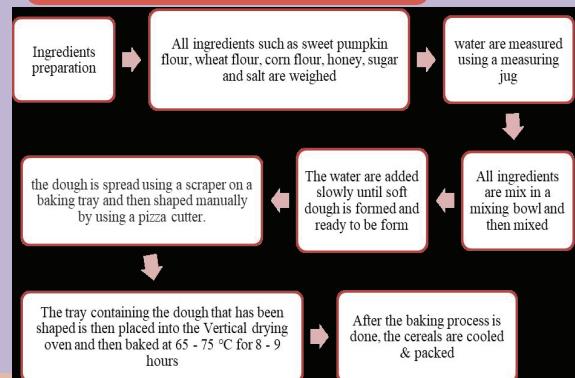 Ingredients
preparation
All ingredients such as sweet pumpkin
flour, wheat flour, corn flour, honey, sugar
and salt are weighed
water are measured
using a measuring
jug
All ingredients
are mix in a
mixing bowl and
then mixed
The water are added
slowly until soft
dough is formed and
ready to be form
the dough is spread using a scraper on a
baking tray and then shaped manually
by using a pizza cutter.
The tray containing the dough that has been
shaped is then placed into the Vertical drying
oven and then baked at 65 - 75 °C for 8 - 9
hours
After the baking process is
done, the cereals are cooled
& packed